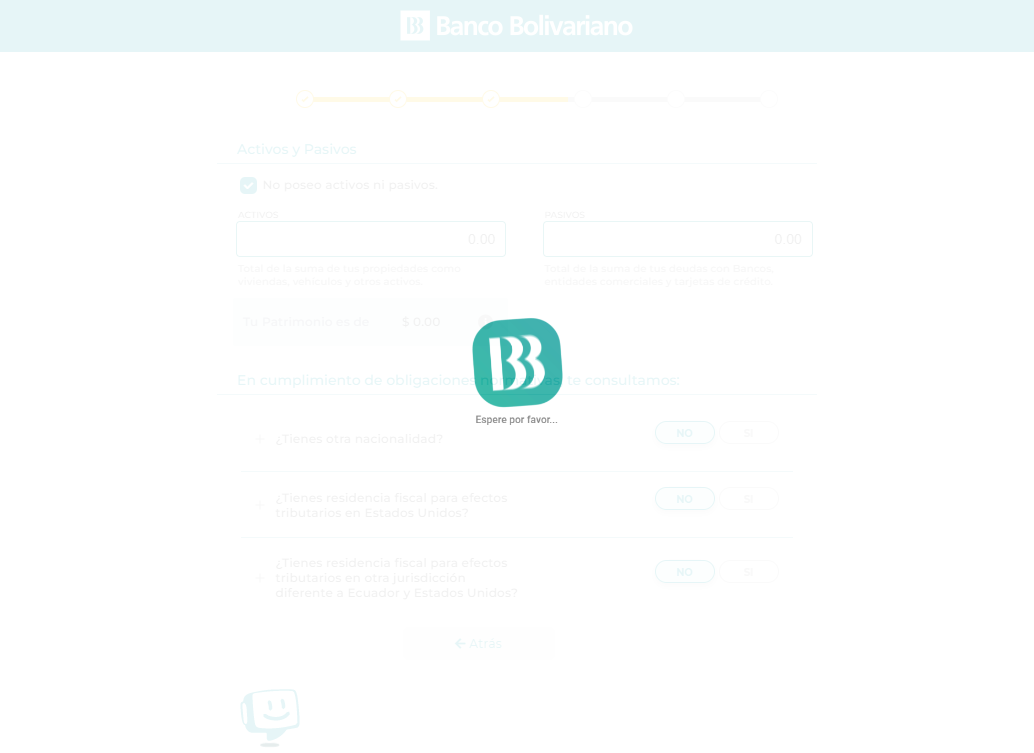 Banco Bolivariano
Activos y Pasivos
No poseo activos ni pasivos.
ACTIVOS
PASIVOS
0.00
0.00
Total de la suma de tus propiedades como
viviendas, vehículos y otros activos.
Total de la suma de tus deudas con Bancos,
entidades comerciales y tarjetas de crédito.
Tu Patrimonio es de $ 0.00
En cumplimiento de obligaciones normativas, te consultamos:
Espere por favor...
+ ¿Tienes otra nacionalidad? NO SI
+ ¿Tienes residencia fiscal para efectos
tributarios en Estados Unidos?
NO SI
+ ¿Tienes residencia fiscal para efectos
tributarios en otra jurisdicción
diferente a Ecuador y Estados Unidos?
NO SI
← Atrás